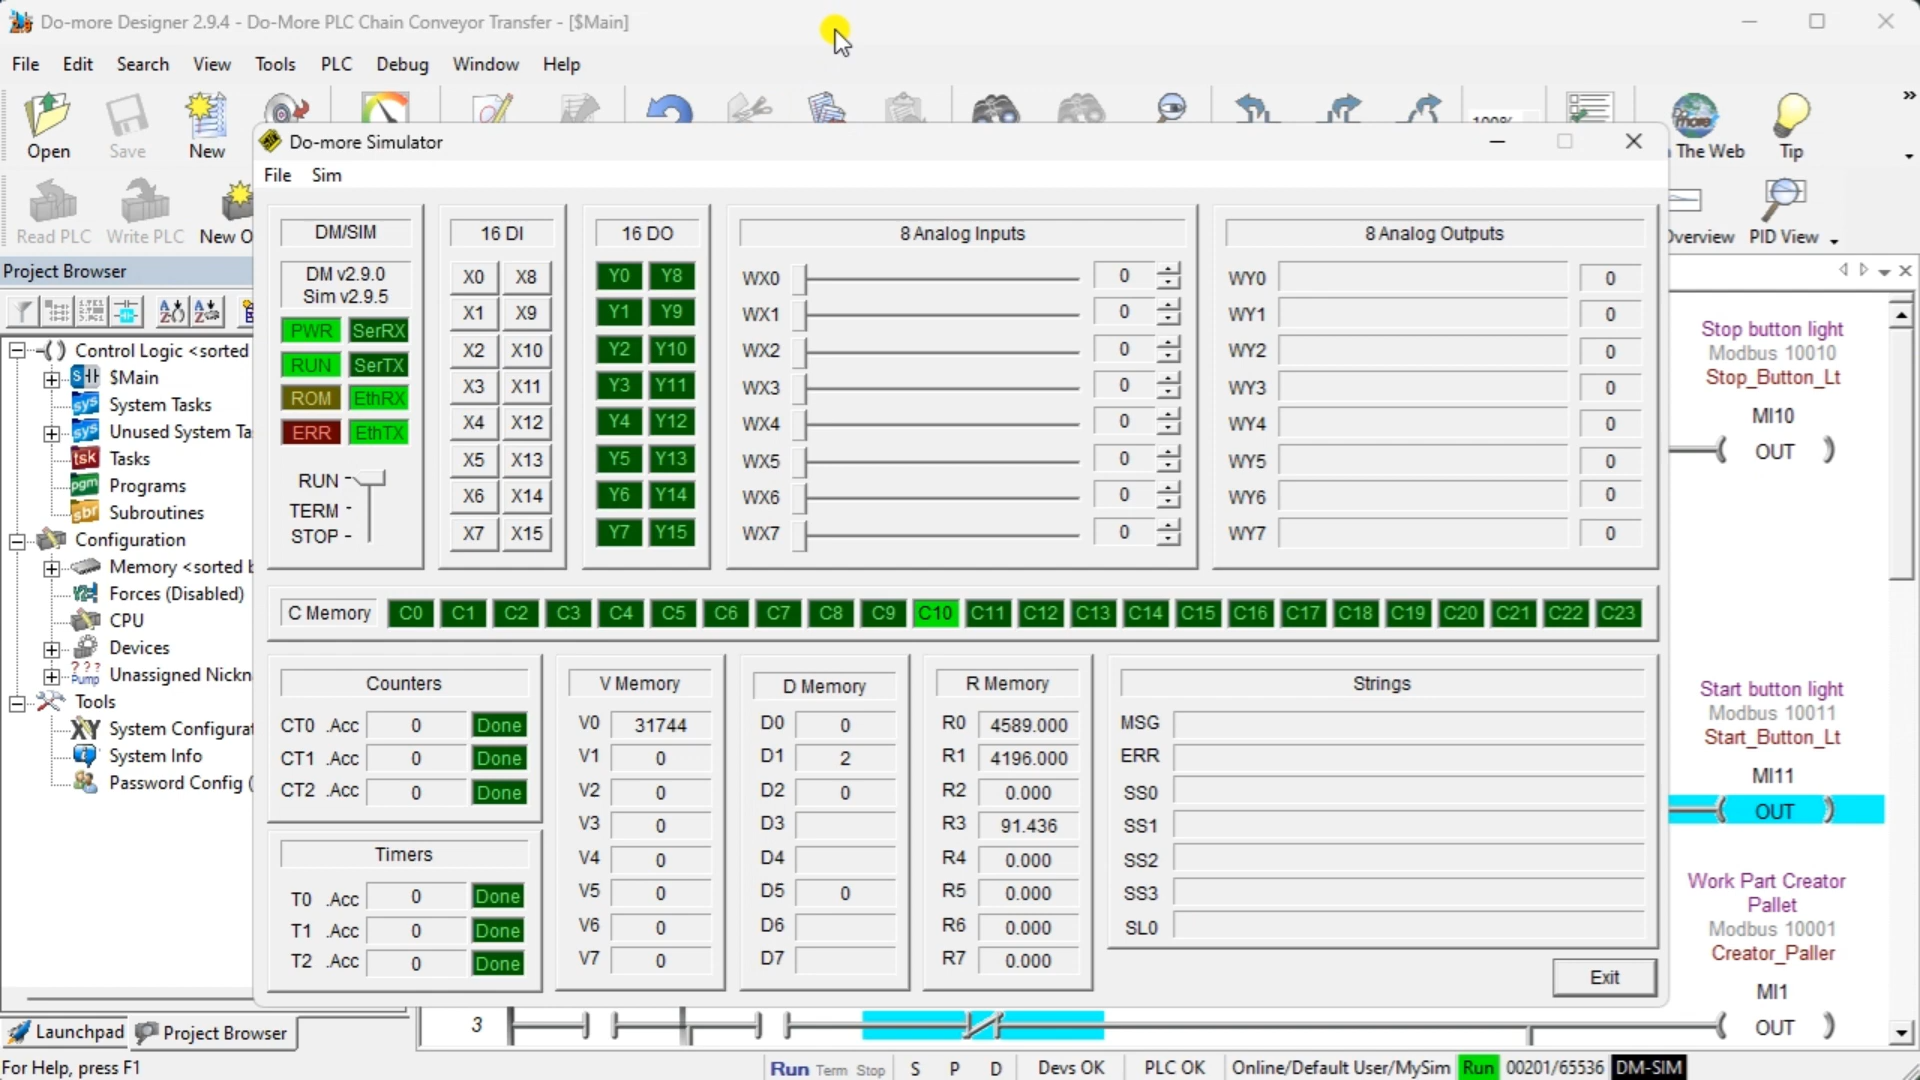 Do-more Designer 2.9.4 - Do-More PLC Chain Conveyor Transfer - [$Main]
File Edit Search View Tools PLC Debug Window Help
Open Save New
The Web Tip
Read PLC Write PLC New O
Overview PID View
Do-more Simulator
File Sim
Project Browser
Control Logic <sorted
$Main
System Tasks
Unused System Ta
Tasks
Programs
Subroutines
Configuration
Memory <sorted b
Forces (Disabled)
CPU
Devices
Unassigned Nickn
Tools
System Configurat
System Info
Password Config (
DM/SIM
DM v2.9.0
Sim v2.9.5
PWR SerRX
RUN SerTX
ROM EthRX
ERR EthTX
RUN -
TERM -
STOP -
16 DI
X0 X8
X1 X9
X2 X10
X3 X11
X4 X12
X5 X13
X6 X14
X7 X15
16 DO
Y0 Y8
Y1 Y9
Y2 Y10
Y3 Y11
Y4 Y12
Y5 Y13
Y6 Y14
Y7 Y15
8 Analog Inputs
WX0 0
WX1 0
WX2 0
WX3 0
WX4 0
WX5 0
WX6 0
WX7 0
8 Analog Outputs
WY0 0
WY1 0
WY2 0
WY3 0
WY4 0
WY5 0
WY6 0
WY7 0
C Memory C0 C1 C2 C3 C4 C5 C6 C7 C8 C9 C10 C11 C12 C13 C14 C15 C16 C17 C18 C19 C20 C21 C22 C23
Counters
CT0 .Acc 0 Done
CT1 .Acc 0 Done
CT2 .Acc 0 Done
Timers
T0 .Acc 0 Done
T1 .Acc 0 Done
T2 .Acc 0 Done
V Memory
V0 31744
V1 0
V2 0
V3 0
V4 0
V5 0
V6 0
V7 0
D Memory
D0 0
D1 2
D2 0
D3
D4
D5 0
D6
D7
R Memory
R0 4589.000
R1 4196.000
R2 0.000
R3 91.436
R4 0.000
R5 0.000
R6 0.000
R7 0.000
Strings
MSG
ERR
SS0
SS1
SS2
SS3
SL0
Exit
Stop button light
Modbus 10010
Stop_Button_Lt
MI10
OUT
Start button light
Modbus 10011
Start_Button_Lt
MI11
OUT
Work Part Creator
Pallet
Modbus 10001
Creator_Paller
MI1
OUT
3
Launchpad Project Browser
For Help, press F1
Run Term Stop S P D Devs OK PLC OK Online/Default User/MySim Run 00201/65536 DM-SIM